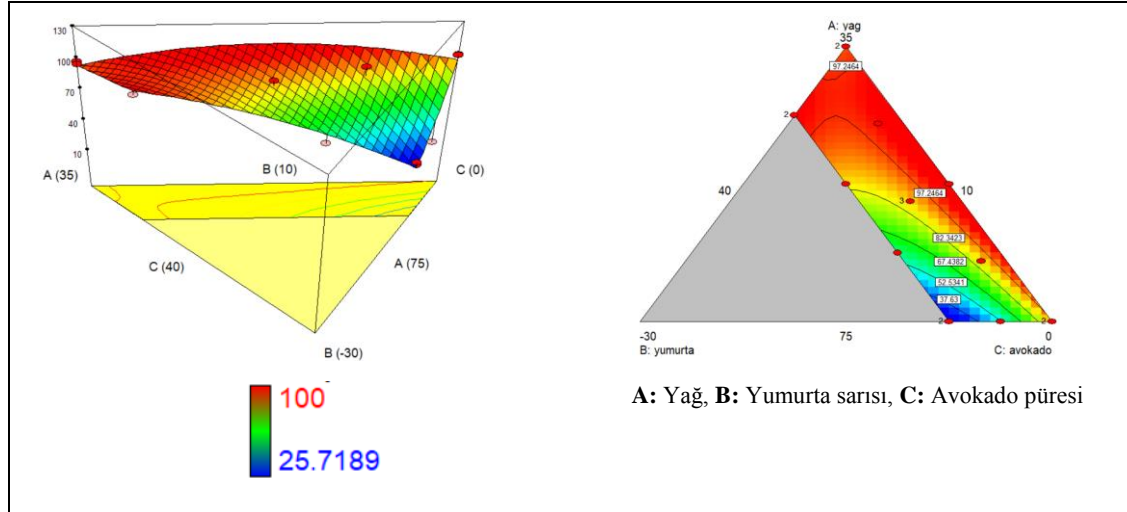 130
100
70
40
10
A (35)
B (10)
C (0)
C (40)
A (75)
B (-30)
100
25.7189
A: yag
35
2
97.2464
2
40
10
3
97.2464
82.3423
67.4382
52.5341
37.63
2
2
-30
75
0
B: yumurta
C: avokado
A: Yağ, B: Yumurta sarısı, C: Avokado püresi